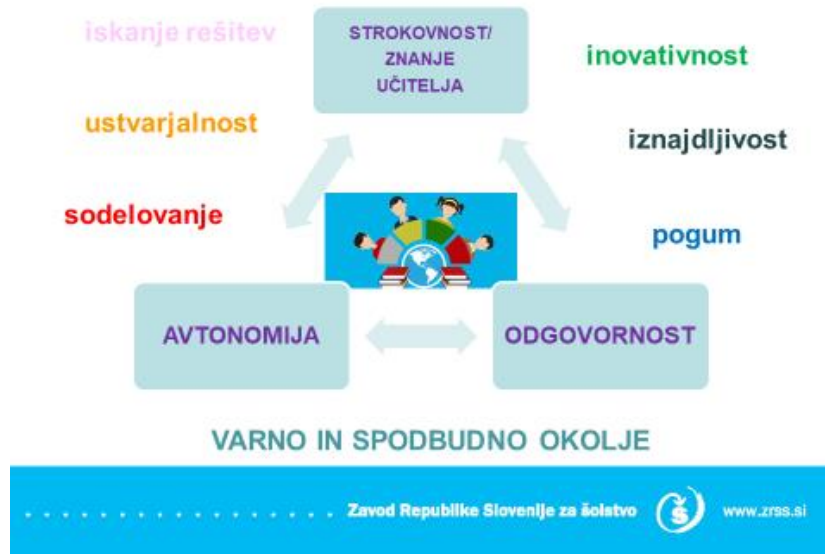 iskanje rešitev
STROKOVNOST/
ZNANJE
UČITELJA
inovativnost
ustvarjalnost
iznajdljivost
sodelovanje
pogum
AVTONOMIJA
ODGOVORNOST
VARNO IN SPODBUDNO OKOLJE
Zavod Republike Slovenije za šolstvo
š
www.zrss.si